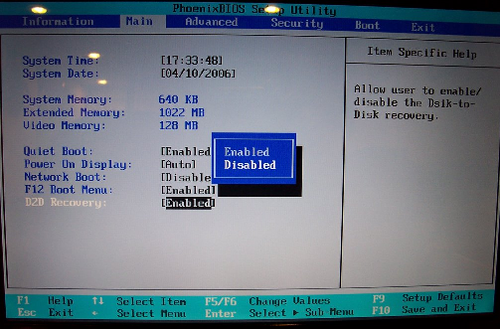 PhoenixBIOS Setup Utility
Information Main Advanced Security Boot Exit
Item Specific Help
System Time: [17:33:48]
System Date: [04/10/2006]
Allow user to enable/
disable the Dsik-to-
Disk recovery.
System Memory: 640 KB
Extended Memory: 1022 MB
Video Memory: 128 MB
Quiet Boot: [Enabled
Power On Display: [Auto]
Network Boot: [Disable
F12 Boot Menu: [Enabled]
D2D Recovery: [Enabled]
Enabled
Disabled
F1 Help ↑↓ Select Item F5/F6 Change Values F9 Setup Defaults
Esc Exit ← Select Menu Enter Select ▶ Sub-Menu F10 Save and Exit